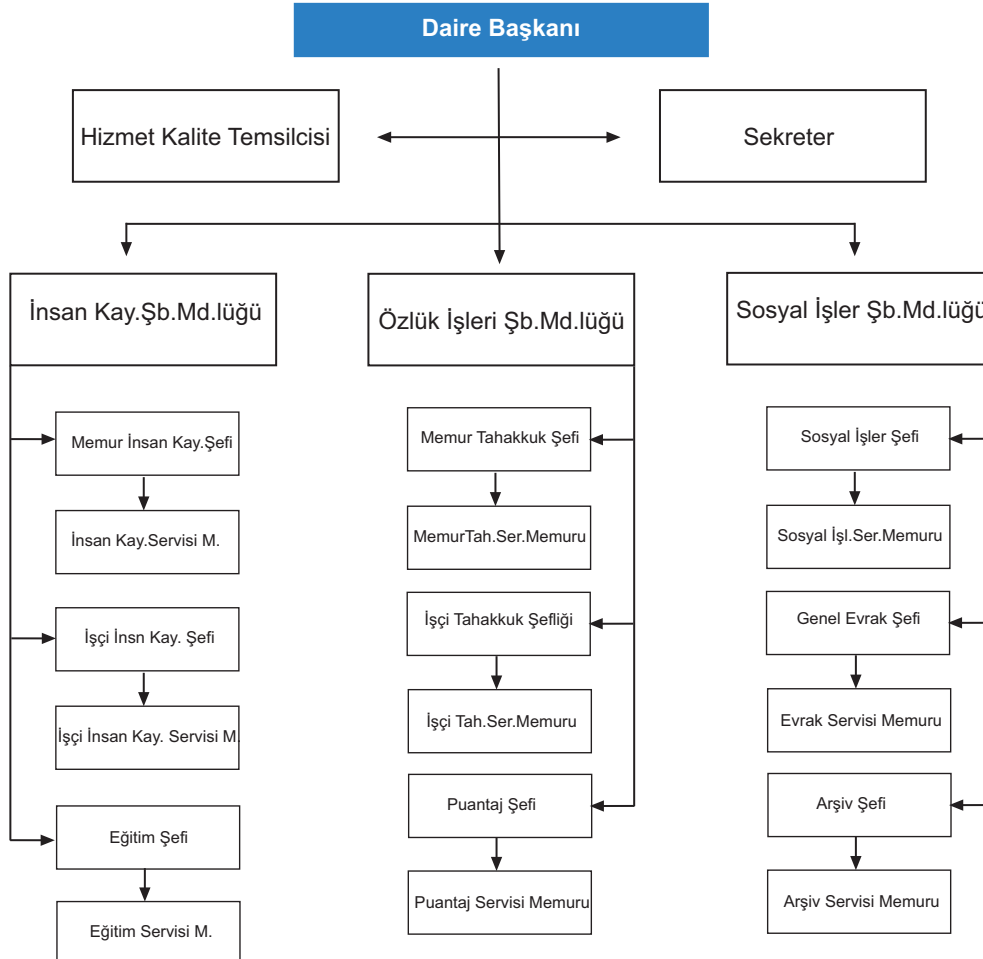 Daire Başkanı
Hizmet Kalite Temsilcisi
Sekreter
İnsan Kay.Şb.Md.lüğü
Özlük İşleri Şb.Md.lüğü
Sosyal İşler Şb.Md.lüğü
Memur İnsan Kay.Şefi
İnsan Kay.Servisi M.
İşçi İnsn Kay. Şefi
İşçi İnsan Kay. Servisi M.
Eğitim Şefi
Eğitim Servisi M.
Memur Tahakkuk Şefi
MemurTah.Ser.Memuru
İşçi Tahakkuk Şefliği
İşçi Tah.Ser.Memuru
Puantaj Şefi
Puantaj Servisi Memuru
Sosyal İşler Şefi
Sosyal İşl.Ser.Memuru
Genel Evrak Şefi
Evrak Servisi Memuru
Arşiv Şefi
Arşiv Servisi Memuru